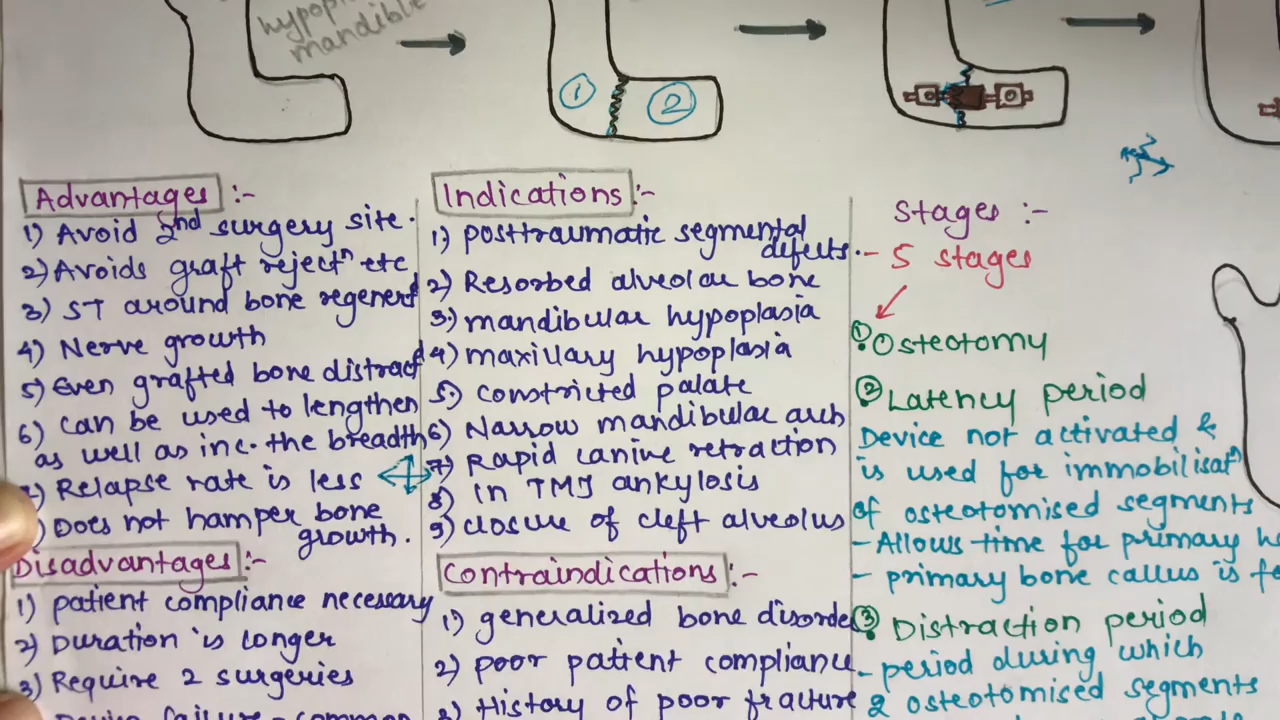 mandible
1
2
Advantages :-
1) Avoid 2nd surgery site.
2) Avoids graft rejectn etc
3) ST around bone regenerd
4) Nerve growth
5) Even grafted bone distractd
6) can be used to lengthen
as well as inc. the breadth
) Relapse rate is less
) Does not hamper bone
growth.
Disadvantages :-
1) patient compliance necessary
2) Duration is longer
3) Require 2 surgeries
Indications :-
1) posttraumatic segmental
defects.
2) Resorbed alveolar bone
3) mandibular hypoplasia
4) maxillary hypoplasia
5) constricted palate
6) Narrow mandibular arch
7) Rapid canine retraction
8) In TMJ ankylosis
9) closure of cleft alveolus
Contraindications :-
1) generalized bone disorder
2) poor patient compliance
3) History of poor fracture
Stages :-
- 5 stages
① Osteotomy
② Latency period
Device not activated &
is used for immobilisatn
of osteotomised segments
- Allows time for primary
- primary bone callus is
③ Distraction period
- period during which
2 osteotomised segments